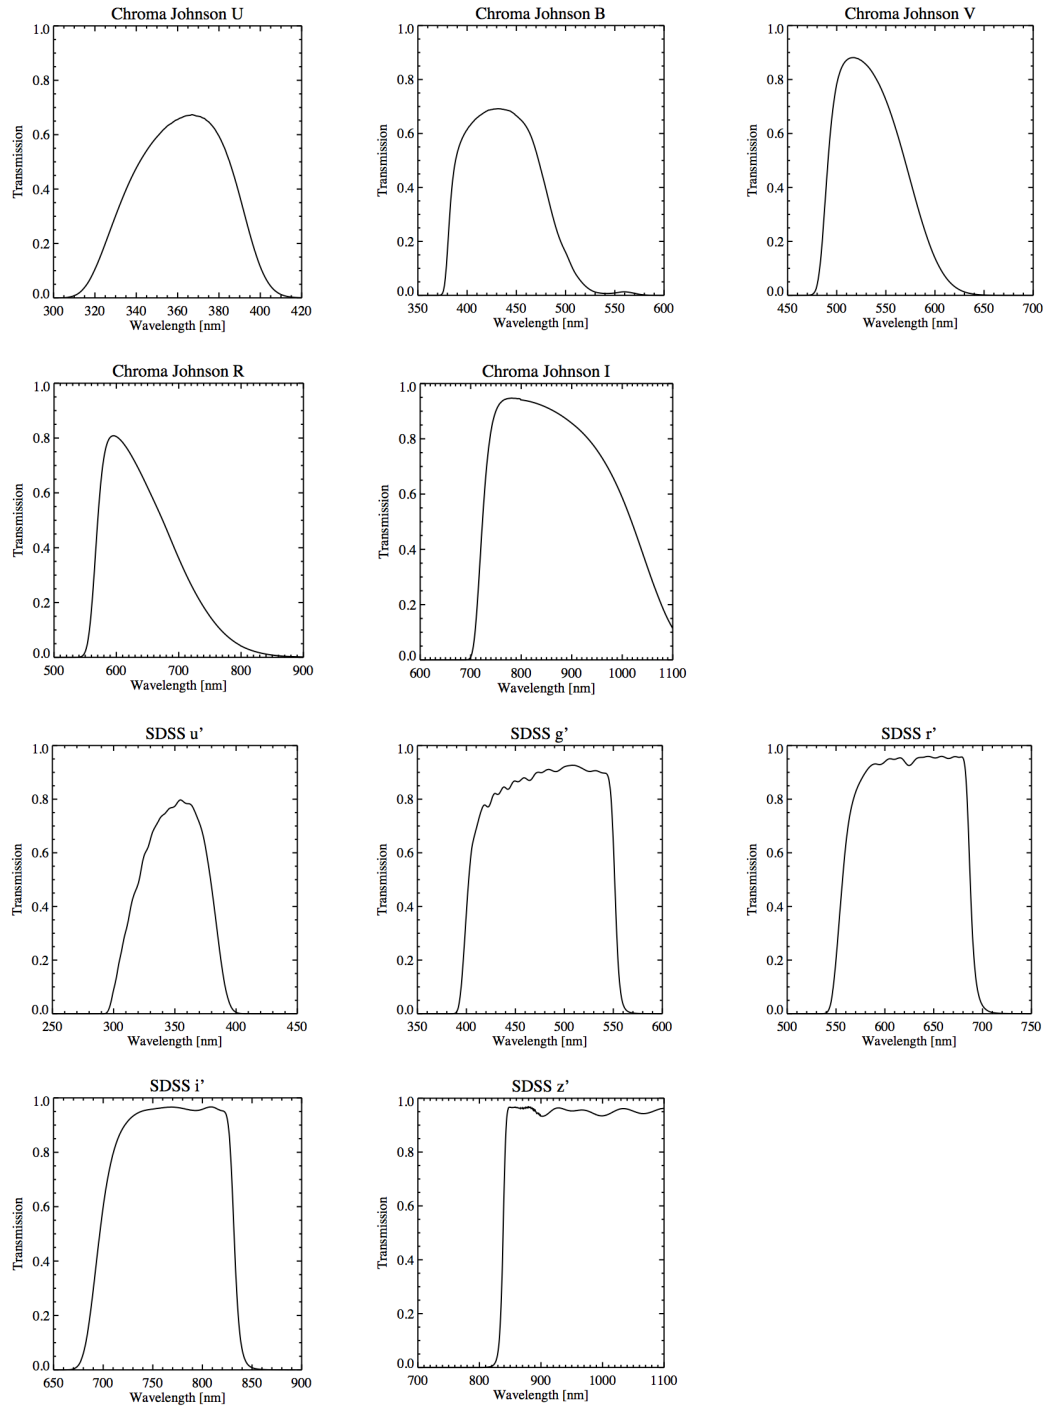 Chroma Johnson U
1.0
0.8
0.6
0.4
0.2
0.0
Transmission
300 320 340 360 380 400 420
Wavelength [nm]
Chroma Johnson B
1.0
0.8
0.6
0.4
0.2
0.0
Transmission
350 400 450 500 550 600
Wavelength [nm]
Chroma Johnson V
1.0
0.8
0.6
0.4
0.2
0.0
Transmission
450 500 550 600 650 700
Wavelength [nm]
Chroma Johnson R
1.0
0.8
0.6
0.4
0.2
0.0
Transmission
500 600 700 800 900
Wavelength [nm]
Chroma Johnson I
1.0
0.8
0.6
0.4
0.2
0.0
Transmission
600 700 800 900 1000 1100
Wavelength [nm]
SDSS u’
1.0
0.8
0.6
0.4
0.2
0.0
Transmission
250 300 350 400 450
Wavelength [nm]
SDSS g’
1.0
0.8
0.6
0.4
0.2
0.0
Transmission
350 400 450 500 550 600
Wavelength [nm]
SDSS r’
1.0
0.8
0.6
0.4
0.2
0.0
Transmission
500 550 600 650 700 750
Wavelength [nm]
SDSS i’
1.0
0.8
0.6
0.4
0.2
0.0
Transmission
650 700 750 800 850 900
Wavelength [nm]
SDSS z’
1.0
0.8
0.6
0.4
0.2
0.0
Transmission
700 800 900 1000 1100
Wavelength [nm]